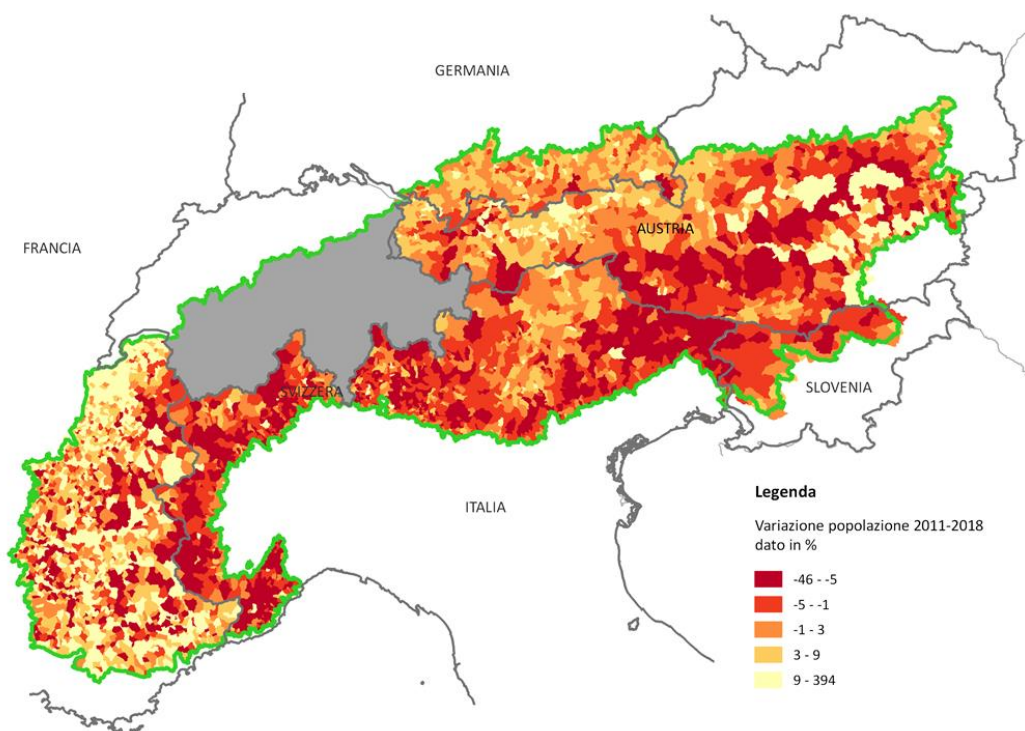 GERMANIA
FRANCIA
AUSTRIA
SVIZZERA
SLOVENIA
ITALIA
Legenda
Variazione popolazione 2011-2018
dato in %
-46 - -5
-5 - -1
-1 - 3
3 - 9
9 - 394